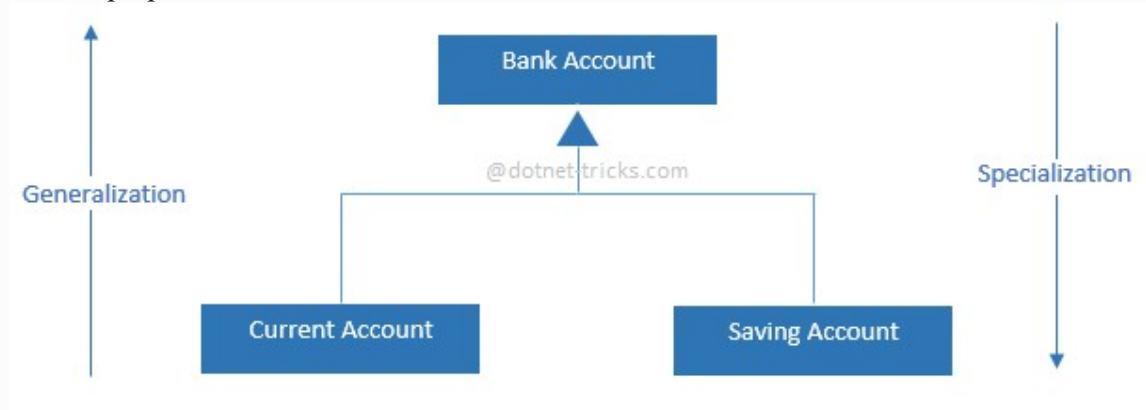 Bank Account
@dotnet-tricks.com
Generalization
Specialization
Current Account
Saving Account